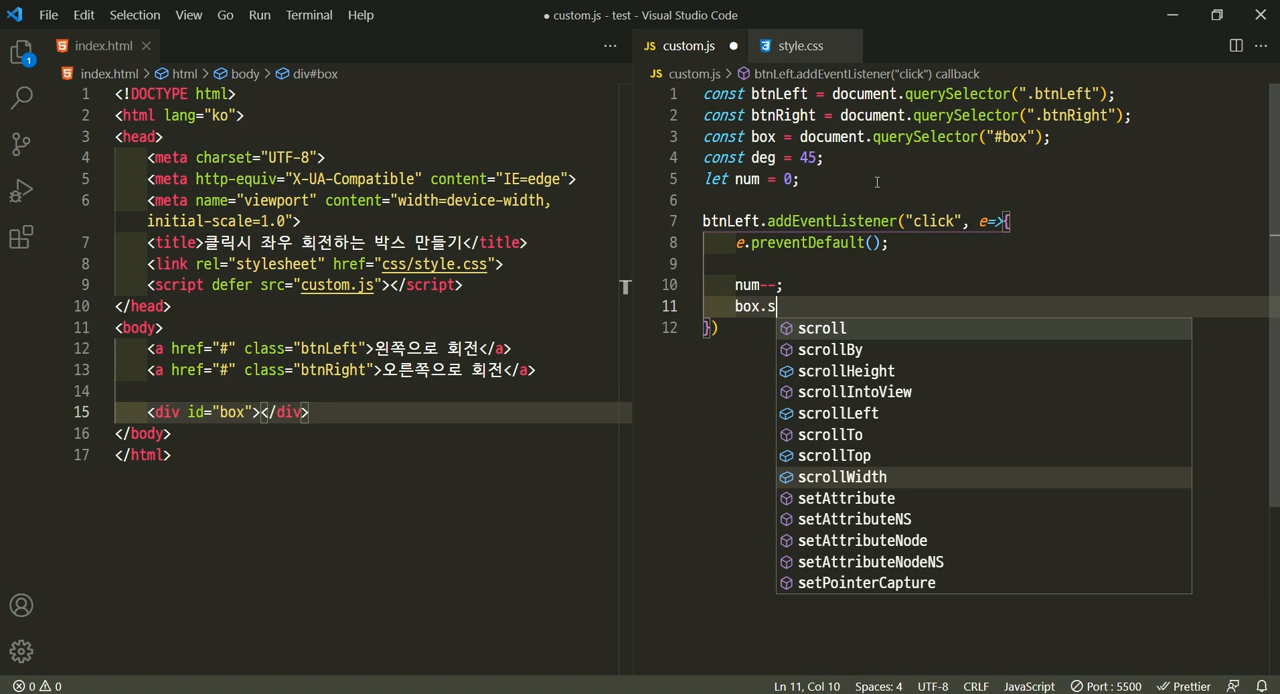 File Edit Selection View Go Run Terminal Help
● custom.js - test - Visual Studio Code
index.html
JS custom.js ●
style.css
index.html > html > body > div#box
JS custom.js > btnLeft.addEventListener("click") callback
1 <!DOCTYPE html>
2 <html lang="ko">
3 <head>
4 <meta charset="UTF-8">
5 <meta http-equiv="X-UA-Compatible" content="IE=edge">
6 <meta name="viewport" content="width=device-width,
initial-scale=1.0">
7 <title>클릭시 좌우 회전하는 박스 만들기</title>
8 <link rel="stylesheet" href="css/style.css">
9 <script defer src="custom.js"></script>
10 </head>
11 <body>
12 <a href="#" class="btnLeft">왼쪽으로 회전</a>
13 <a href="#" class="btnRight">오른쪽으로 회전</a>
14
15 <div id="box"></div>
16 </body>
17 </html>
1 const btnLeft = document.querySelector(".btnLeft");
2 const btnRight = document.querySelector(".btnRight");
3 const box = document.querySelector("#box");
4 const deg = 45;
5 let num = 0;
6
7 btnLeft.addEventListener("click", e=>{
8 e.preventDefault();
9
10 num--;
11 box.s
12 })
scroll
scrollBy
scrollHeight
scrollIntoView
scrollLeft
scrollTo
scrollTop
scrollWidth
setAttribute
setAttributeNS
setAttributeNode
setAttributeNodeNS
setPointerCapture
1
0 0
Ln 11, Col 10 Spaces: 4 UTF-8 CRLF JavaScript Port : 5500 Prettier